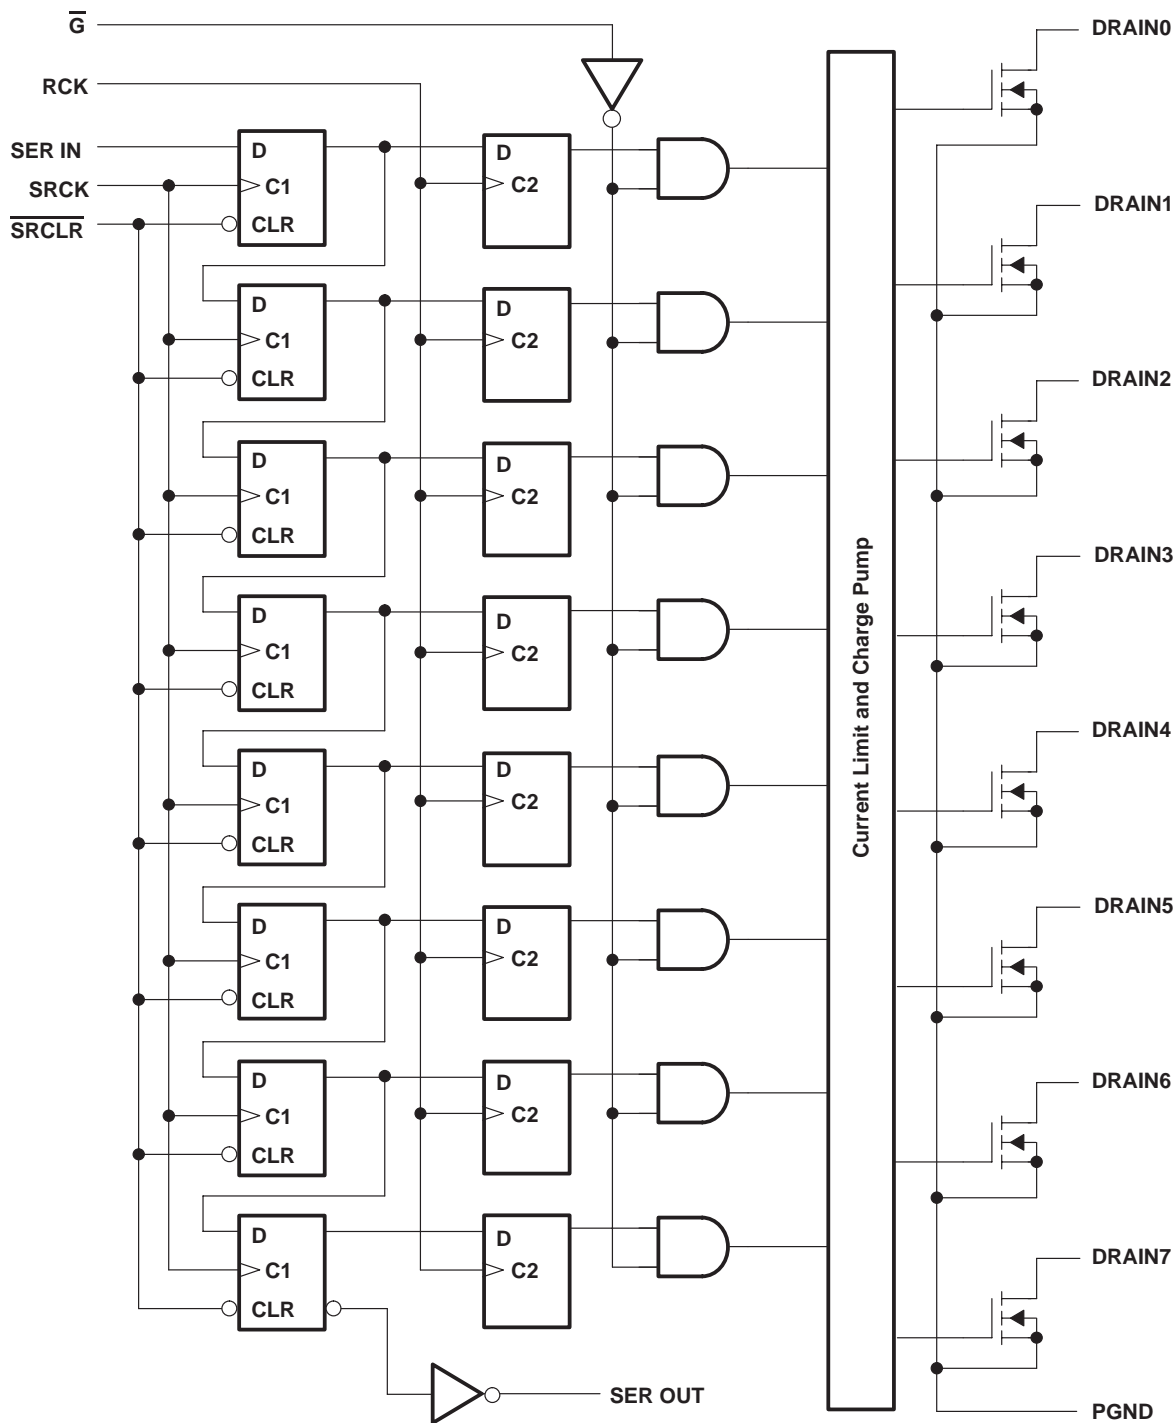 G̅
DRAIN0
RCK
SER IN
D
D
SRCK
C1
C2
S̅R̅C̅L̅R̅
CLR
DRAIN1
D
D
C1
C2
CLR
DRAIN2
D
D
C1
C2
CLR
DRAIN3
D
D
C1
C2
CLR
Current Limit and Charge Pump
DRAIN4
D
D
C1
C2
CLR
DRAIN5
D
D
C1
C2
CLR
DRAIN6
D
D
C1
C2
CLR
DRAIN7
D
D
C1
C2
CLR
SER OUT
PGND